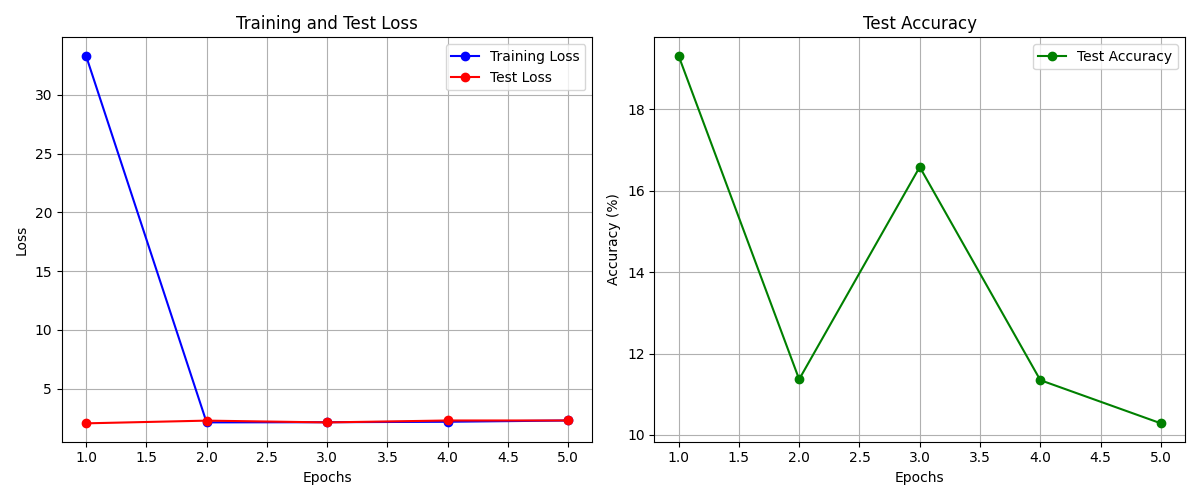 Training and Test Loss
Training Loss
Test Loss
30
25
20
15
10
5
Loss
1.0 1.5 2.0 2.5 3.0 3.5 4.0 4.5 5.0
Epochs
Test Accuracy
Test Accuracy
18
16
14
12
10
Accuracy (%)
1.0 1.5 2.0 2.5 3.0 3.5 4.0 4.5 5.0
Epochs